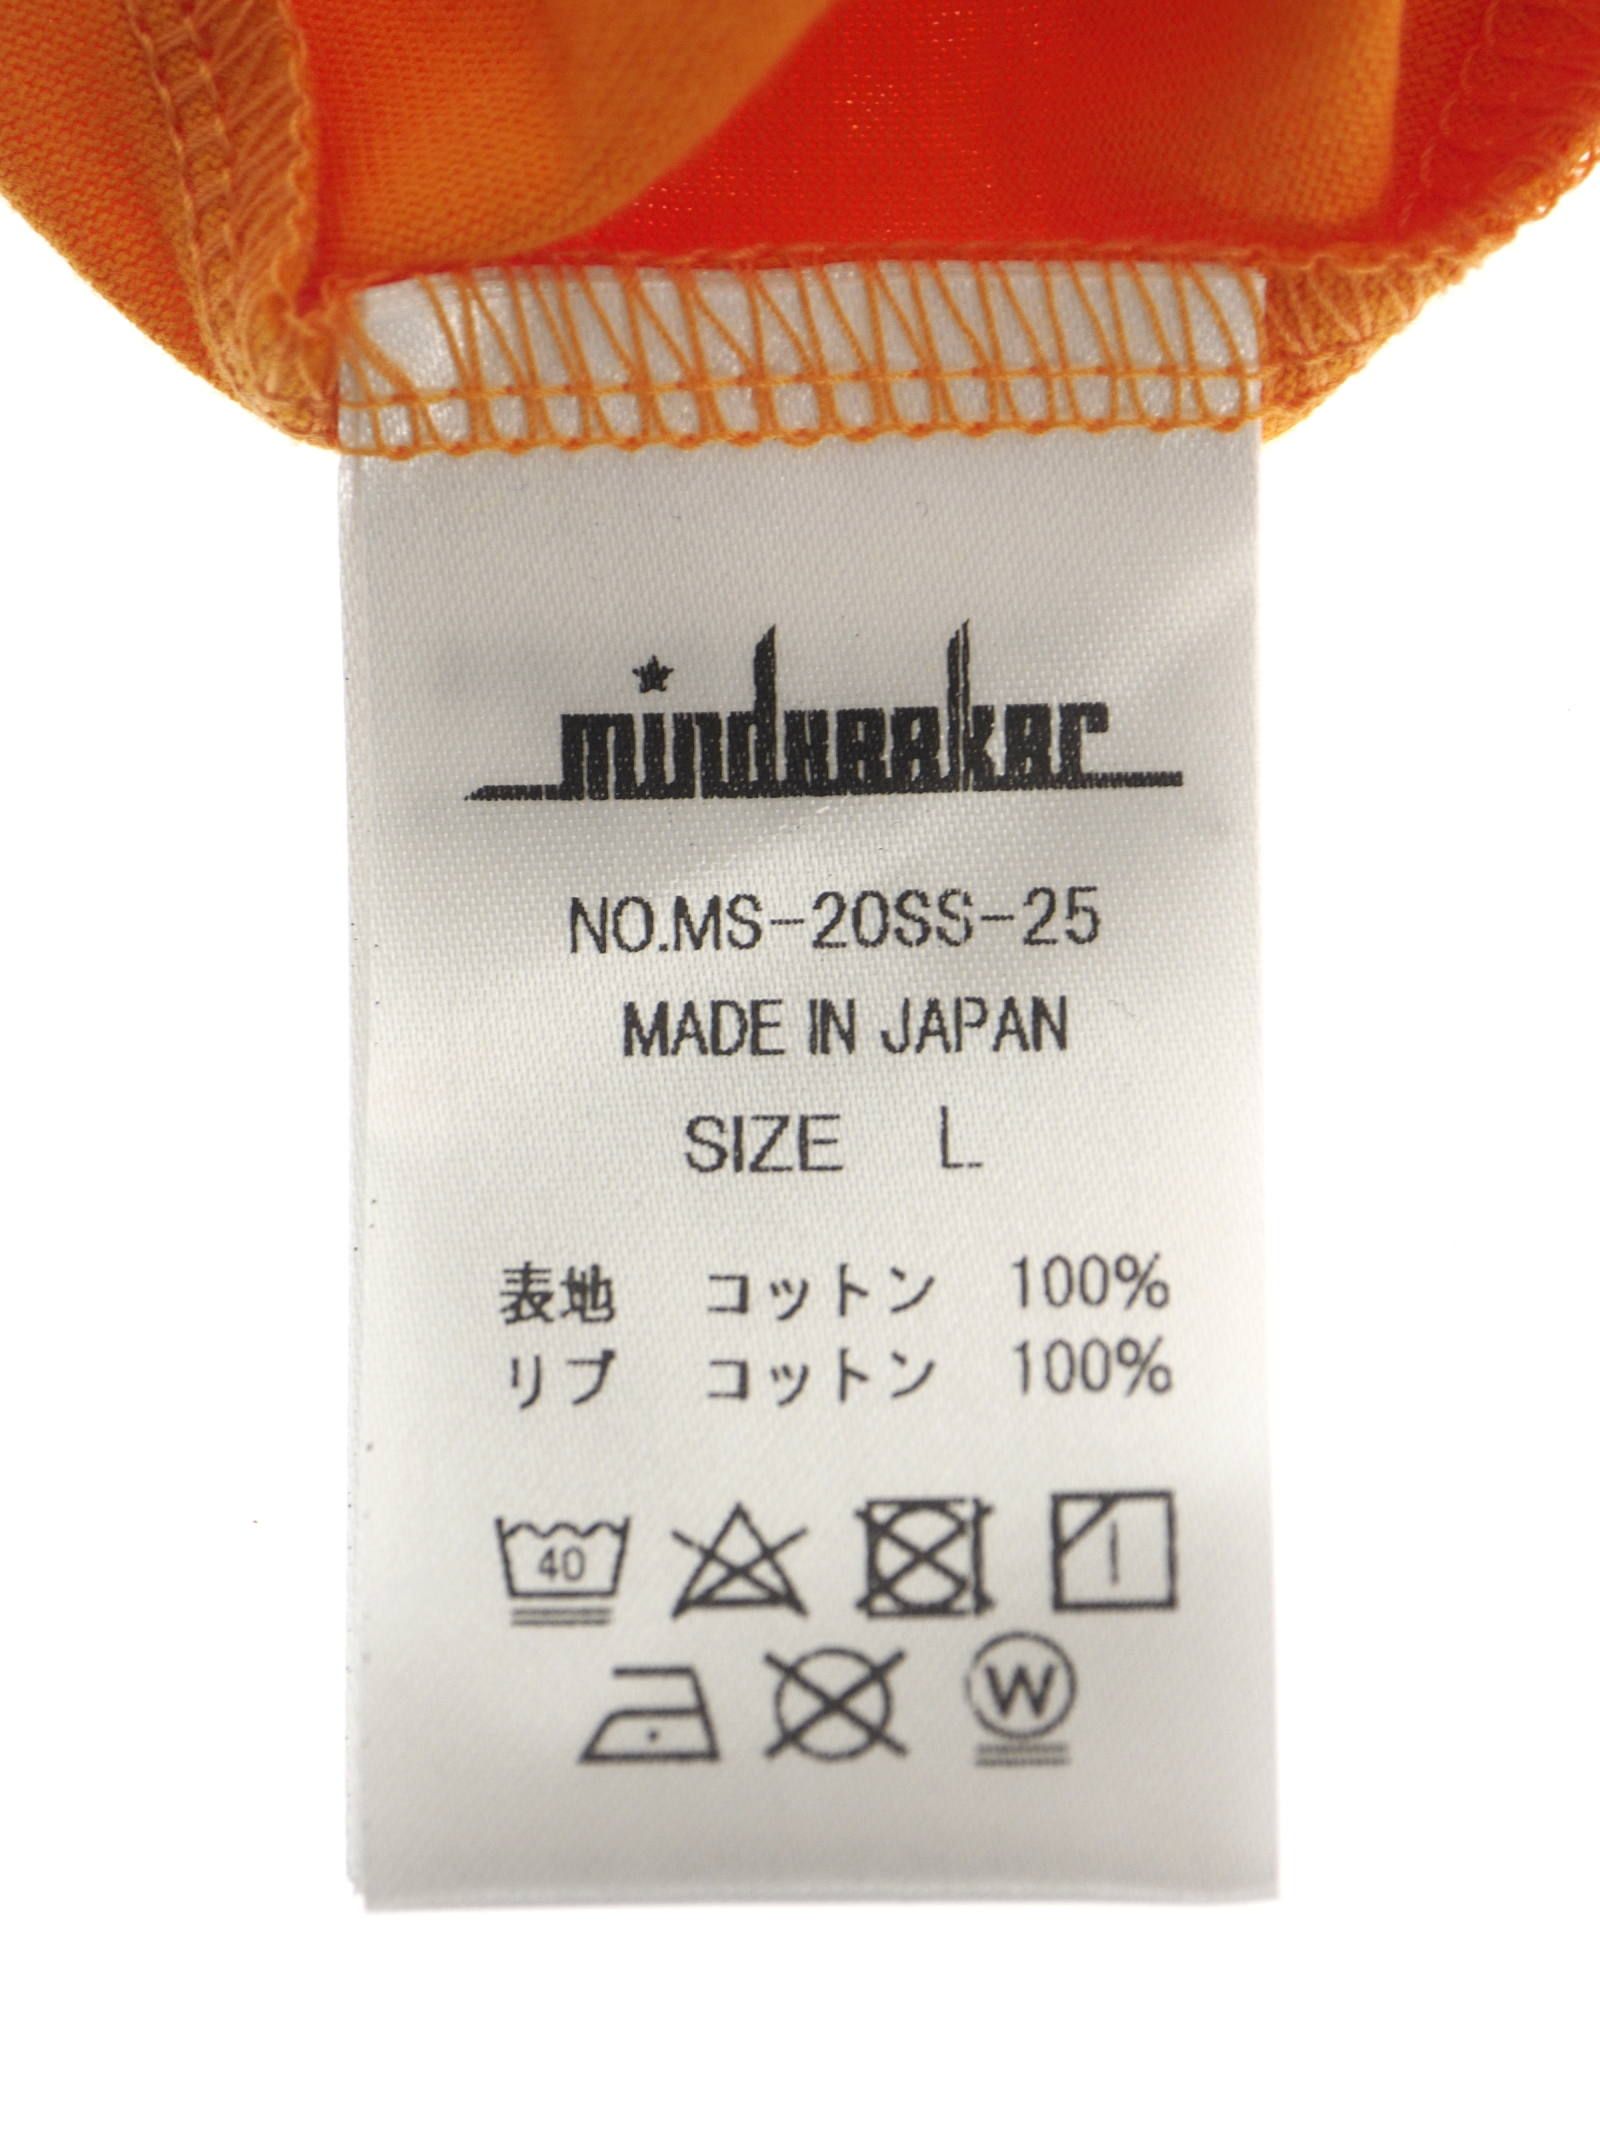 mindseeker
NO.MS-20SS-25
MADE IN JAPAN
SIZE L
表地 コットン 100%
リブ コットン 100%
40
W